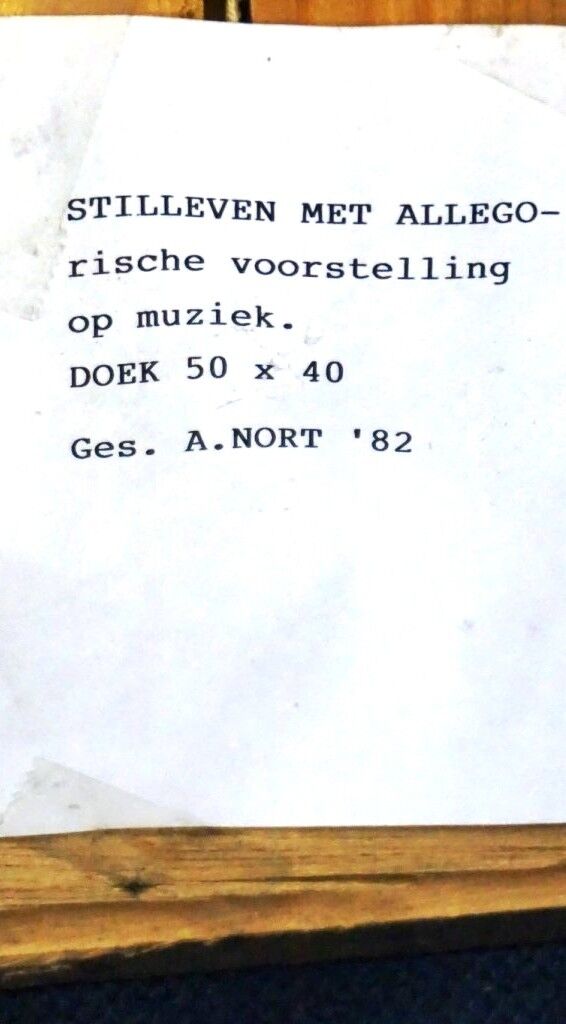 STILLEVEN MET ALLEGO-
rische voorstelling
op muziek.
DOEK 50 x 40
Ges. A.NORT '82